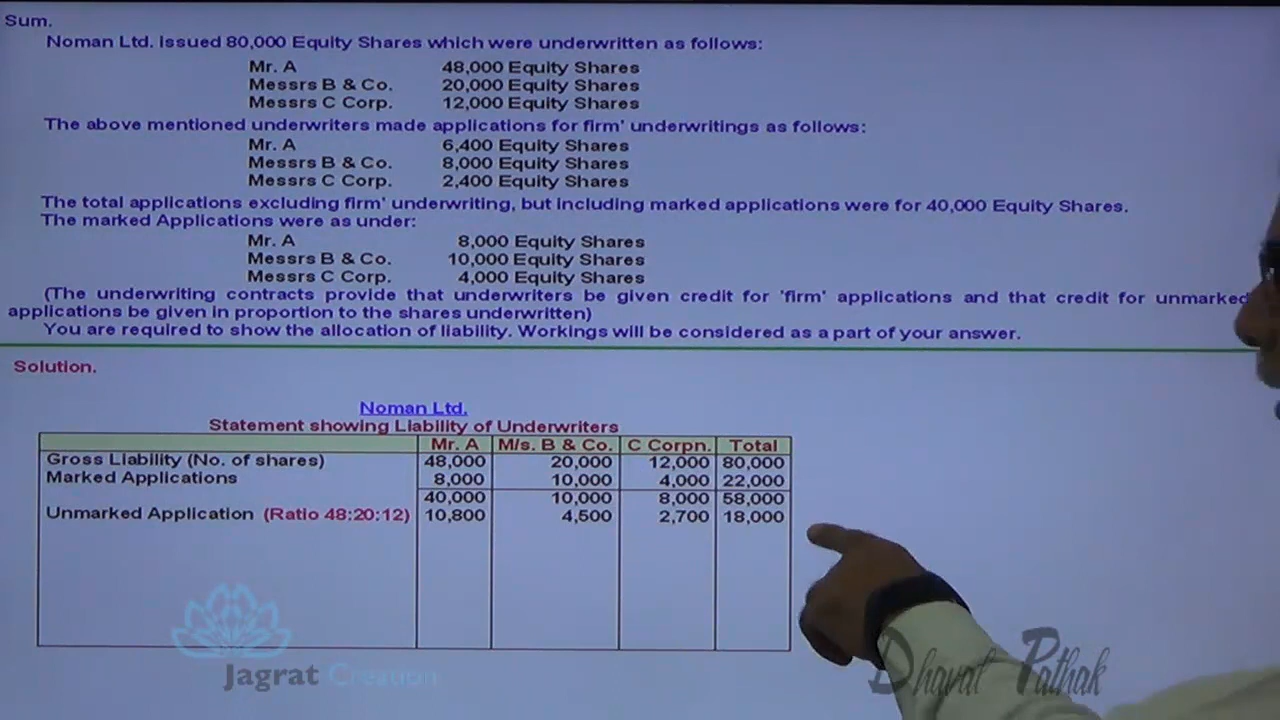 Sum.
Noman Ltd. issued 80,000 Equity Shares which were underwritten as follows:
Mr. A 48,000 Equity Shares
Messrs B & Co. 20,000 Equity Shares
Messrs C Corp. 12,000 Equity Shares
The above mentioned underwriters made applications for firm' underwritings as follows:
Mr. A 6,400 Equity Shares
Messrs B & Co. 8,000 Equity Shares
Messrs C Corp. 2,400 Equity Shares
The total applications excluding firm' underwriting, but including marked applications were for 40,000 Equity Shares.
The marked Applications were as under:
Mr. A 8,000 Equity Shares
Messrs B & Co. 10,000 Equity Shares
Messrs C Corp. 4,000 Equity Shares
(The underwriting contracts provide that underwriters be given credit for 'firm' applications and that credit for unmarked
applications be given in proportion to the shares underwritten)
You are required to show the allocation of liability. Workings will be considered as a part of your answer.
Solution.
Noman Ltd.
Statement showing Liability of Underwriters
Mr. A M/s. B & Co. C Corpn. Total
Gross Liability (No. of shares) 48,000 20,000 12,000 80,000
Marked Applications 8,000 10,000 4,000 22,000
40,000 10,000 8,000 58,000
Unmarked Application (Ratio 48:20:12) 10,800 4,500 2,700 18,000
Jagrat Creation
Dhaval Pathak